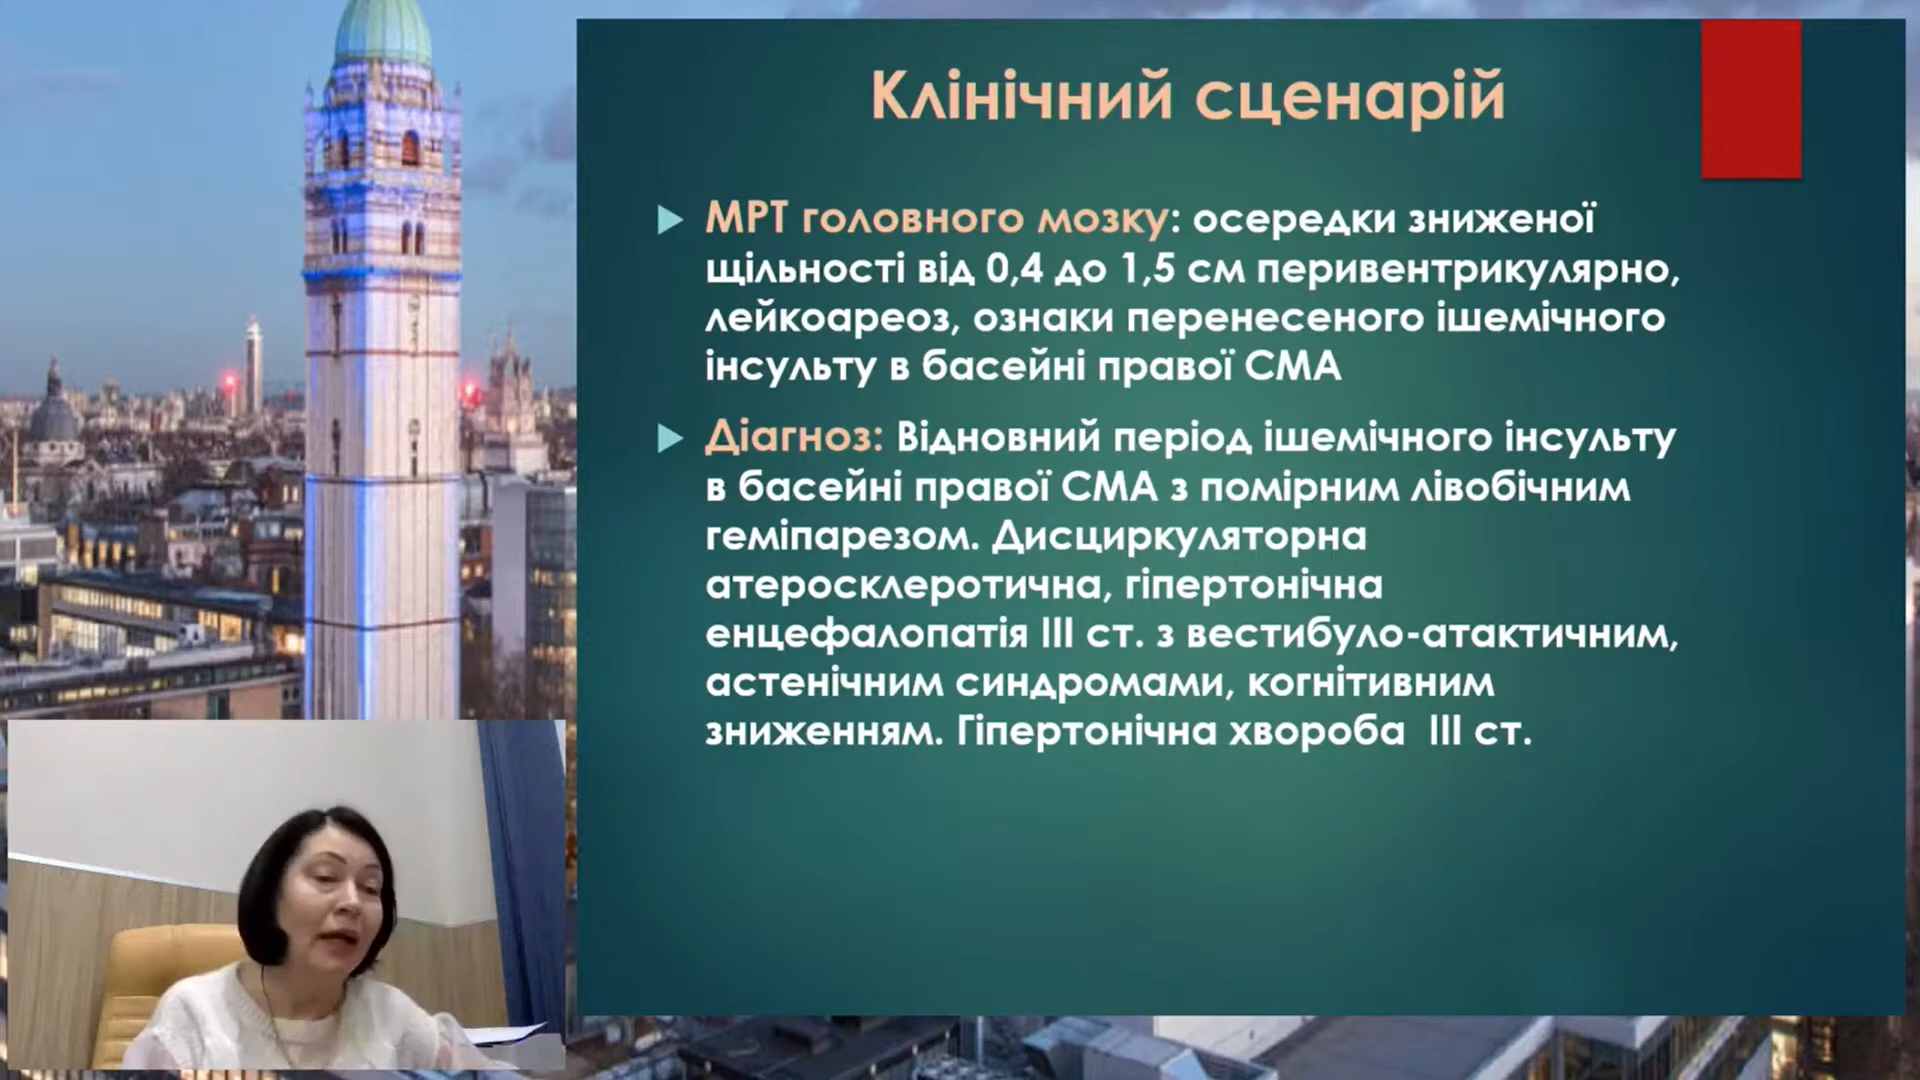 Клінічний сценарій
МРТ головного мозку: осередки зниженої
щільності від 0,4 до 1,5 см перивентрикулярно,
лейкоареоз, ознаки перенесеного ішемічного
інсульту в басейні правої СМА
Діагноз: Відновний період ішемічного інсульту
в басейні правої СМА з помірним лівобічним
геміпарезом. Дисциркуляторна
атеросклеротична, гіпертонічна
енцефалопатія III ст. з вестибуло-атактичним,
астенічним синдромами, когнітивним
зниженням. Гіпертонічна хвороба III ст.